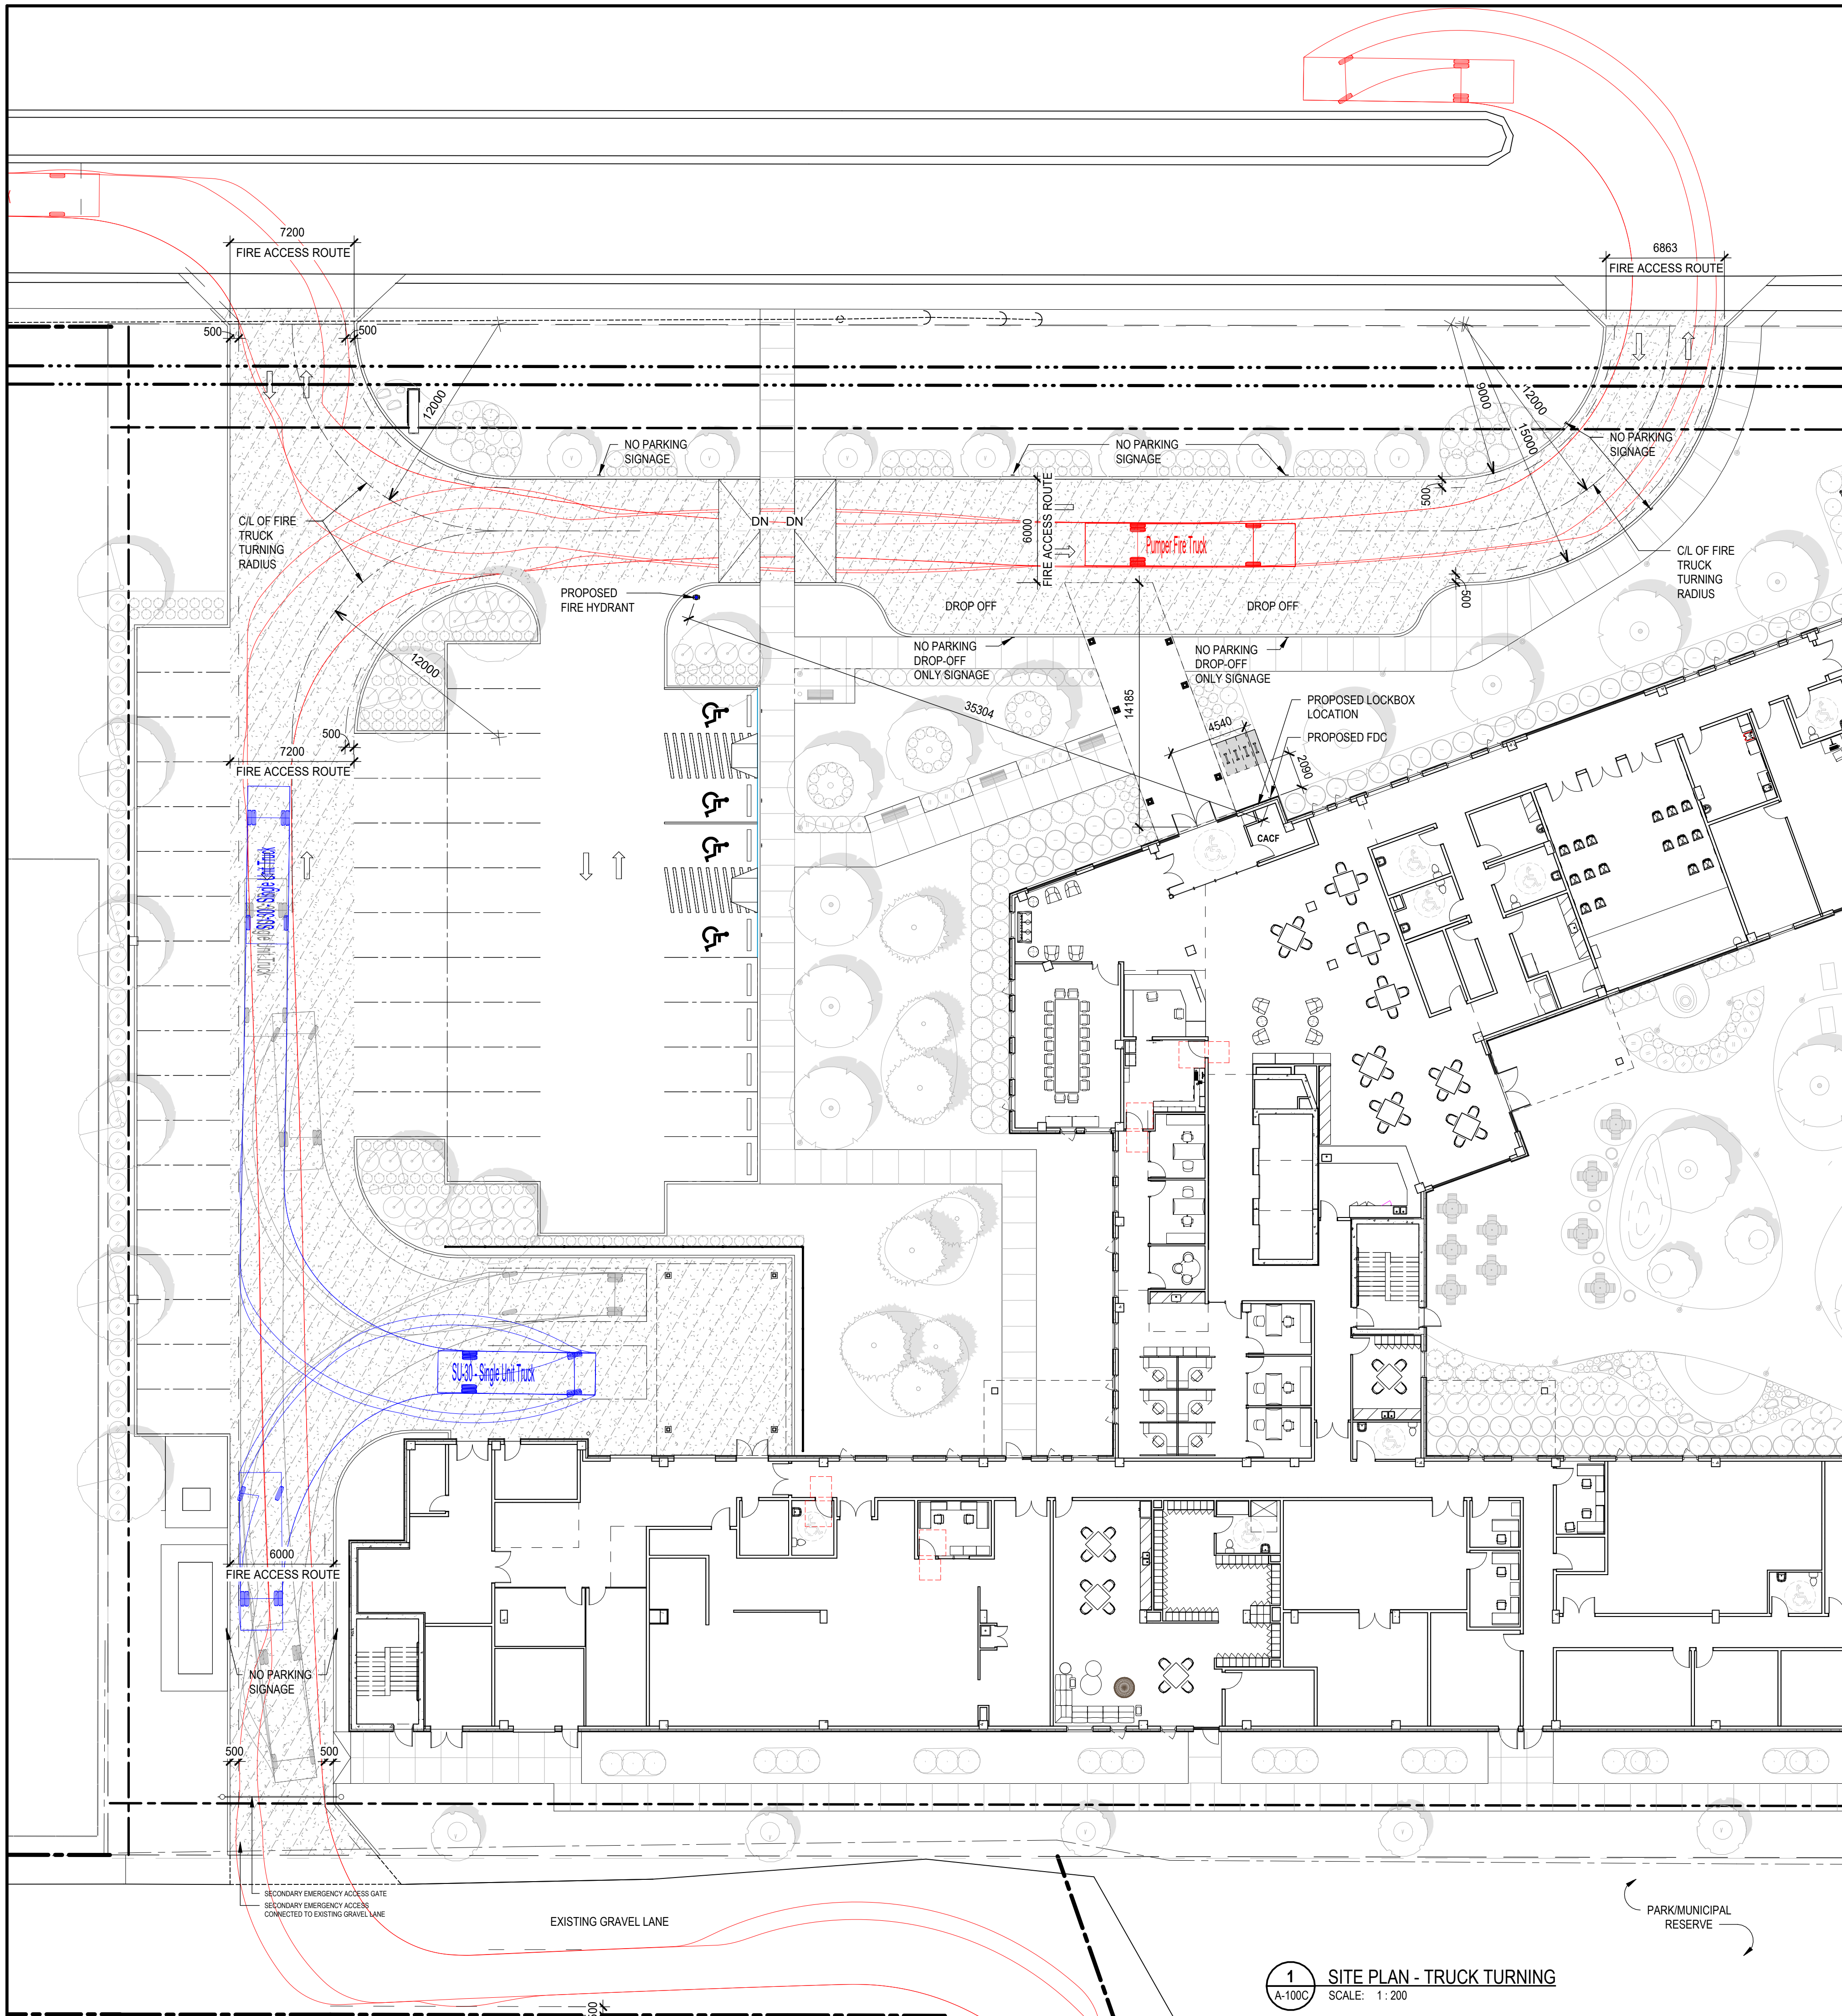 7200
FIRE ACCESS ROUTE
6863
FIRE ACCESS ROUTE
500
500
12000
9000
12000
15000
NO PARKING
SIGNAGE
NO PARKING
SIGNAGE
NO PARKING
SIGNAGE
C/L OF FIRE
TRUCK
TURNING
RADIUS
DN
DN
6000
FIRE ACCESS ROUTE
Pumper Fire Truck
500
C/L OF FIRE
TRUCK
TURNING
RADIUS
PROPOSED
FIRE HYDRANT
DROP OFF
DROP OFF
500
NO PARKING
DROP-OFF
ONLY SIGNAGE
NO PARKING
DROP-OFF
ONLY SIGNAGE
12000
35304
14185
4540
2090
PROPOSED LOCKBOX
LOCATION
PROPOSED FDC
500
7200
FIRE ACCESS ROUTE
CACF
SU-30 - Single Unit Truck
SU-30 - Single Unit Truck
6000
FIRE ACCESS ROUTE
NO PARKING
SIGNAGE
500
500
SECONDARY EMERGENCY ACCESS GATE
SECONDARY EMERGENCY ACCESS
CONNECTED TO EXISTING GRAVEL LANE
EXISTING GRAVEL LANE
PARK/MUNICIPAL
RESERVE
1
A-100C
SITE PLAN - TRUCK TURNING
SCALE: 1 : 200